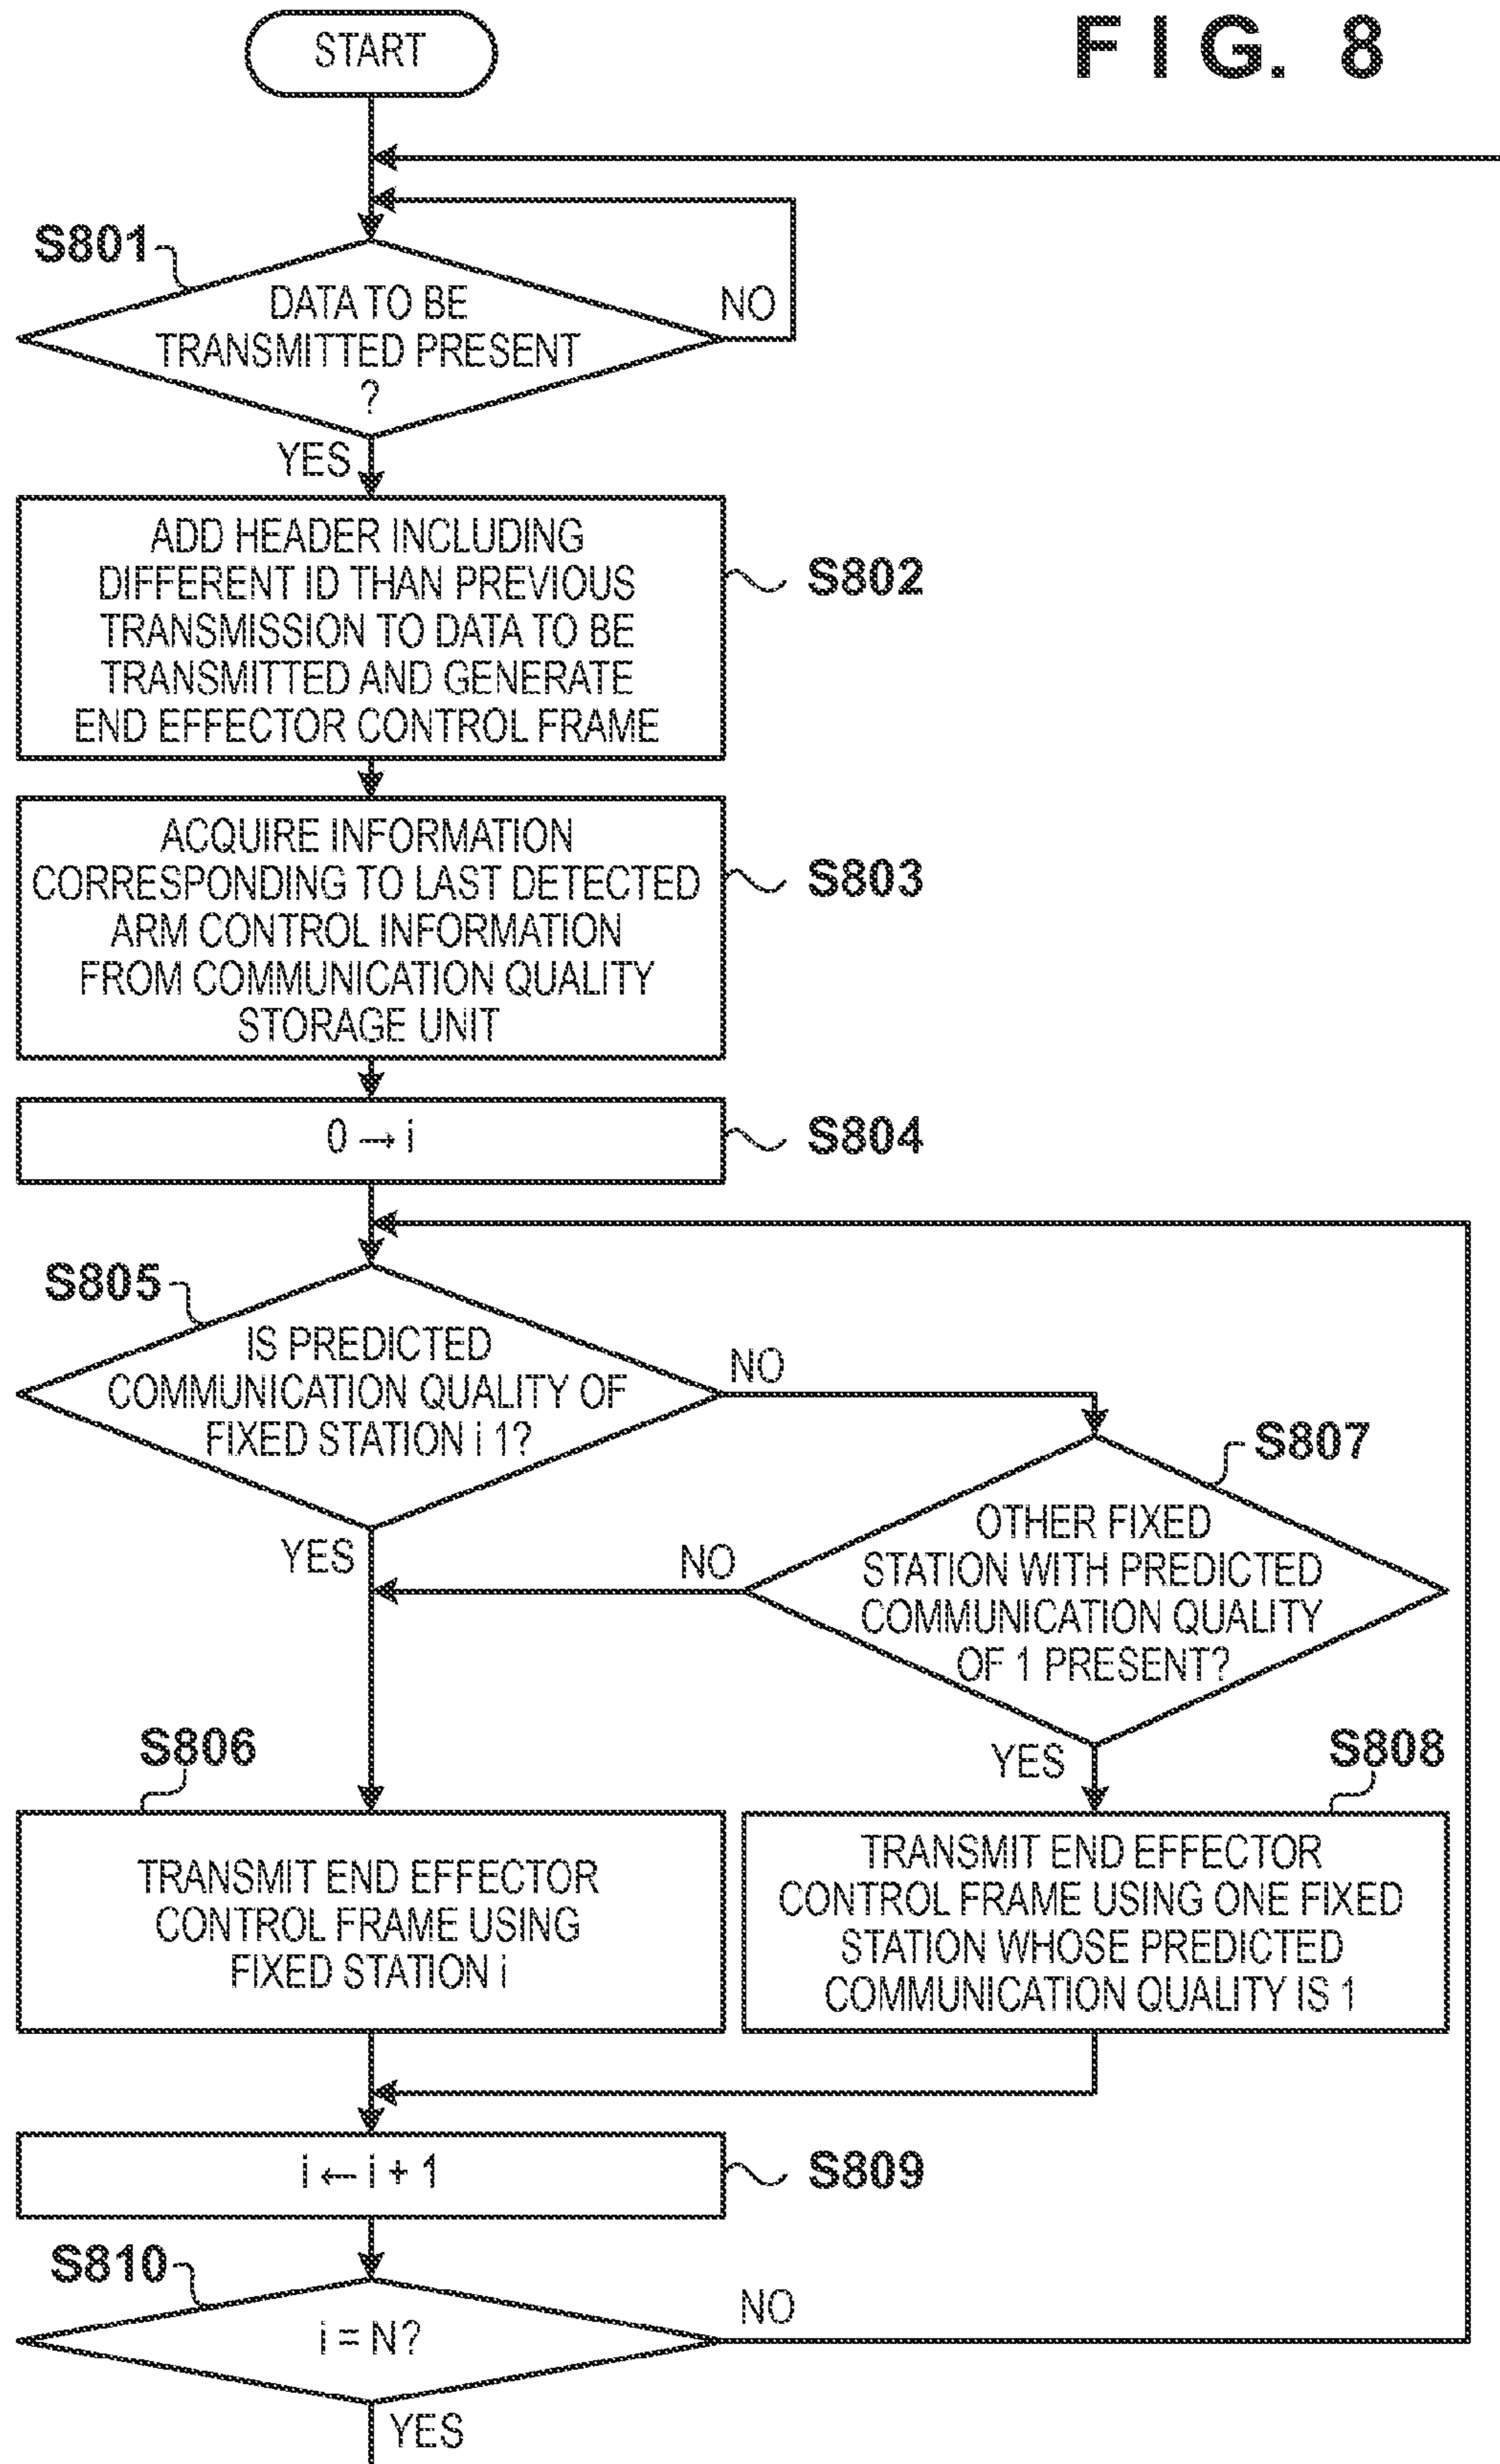 FIG. 8
START
S801
DATA TO BE
TRANSMITTED PRESENT
?
NO
YES
ADD HEADER INCLUDING
DIFFERENT ID THAN PREVIOUS
TRANSMISSION TO DATA TO BE
TRANSMITTED AND GENERATE
END EFFECTOR CONTROL FRAME
S802
ACQUIRE INFORMATION
CORRESPONDING TO LAST DETECTED
ARM CONTROL INFORMATION
FROM COMMUNICATION QUALITY
STORAGE UNIT
S803
0 → i
S804
S805
IS PREDICTED
COMMUNICATION QUALITY OF
FIXED STATION i 1?
NO
YES
S807
OTHER FIXED
STATION WITH PREDICTED
COMMUNICATION QUALITY
OF 1 PRESENT?
NO
YES
S806
TRANSMIT END EFFECTOR
CONTROL FRAME USING
FIXED STATION i
S808
TRANSMIT END EFFECTOR
CONTROL FRAME USING ONE FIXED
STATION WHOSE PREDICTED
COMMUNICATION QUALITY IS 1
i ← i + 1
S809
S810
i = N?
NO
YES